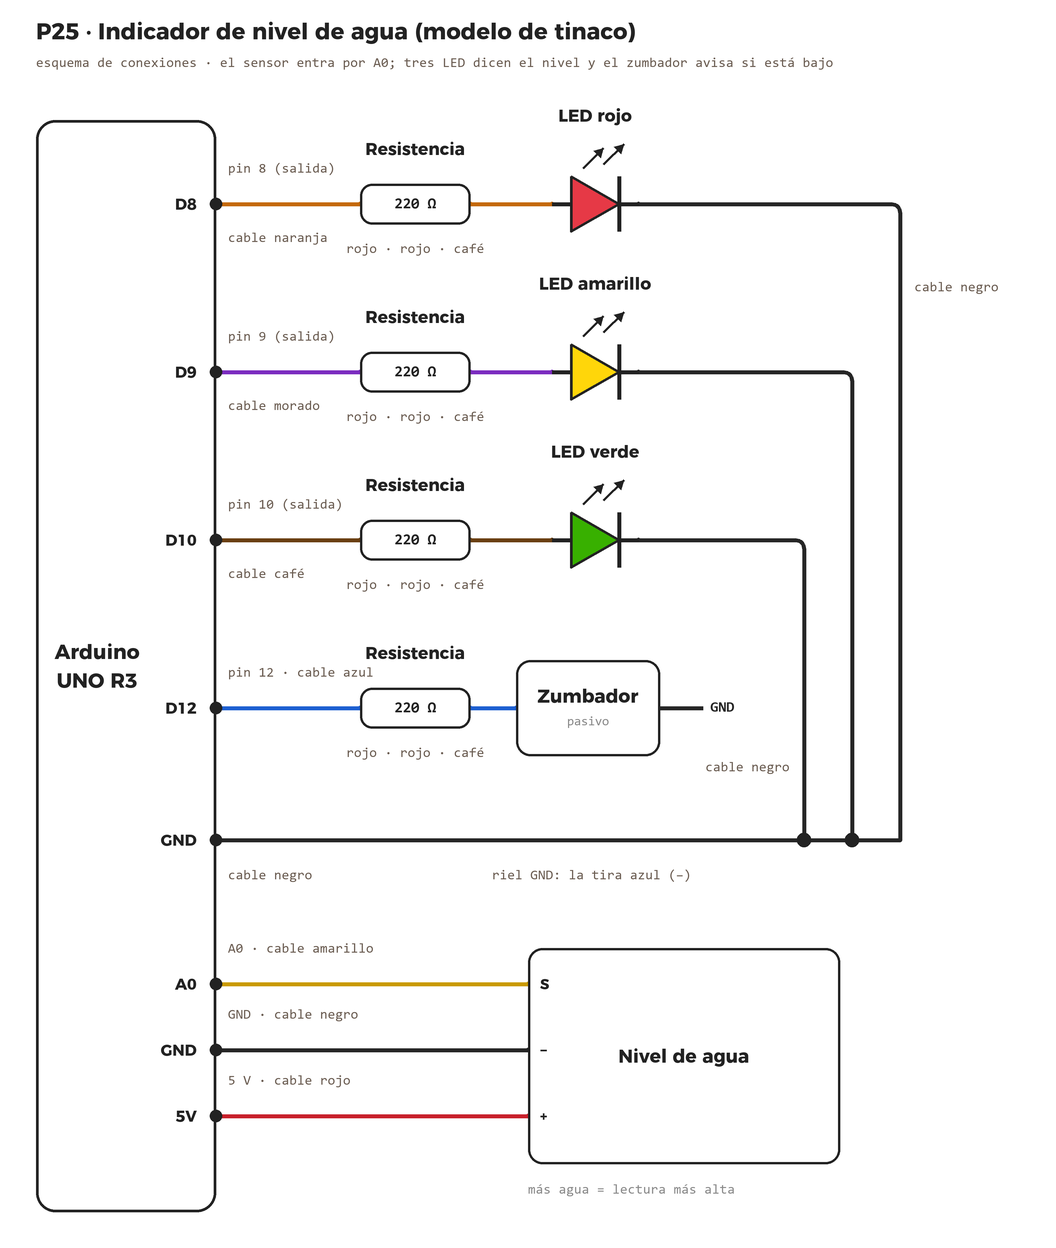 P25 · Indicador de nivel de agua (modelo de tinaco)
esquema de conexiones · el sensor entra por A0; tres LED dicen el nivel y el zumbador avisa si está bajo
LED rojo
Resistencia
pin 8 (salida)
D8
220 Ω
cable naranja
rojo · rojo · café
LED amarillo
cable negro
Resistencia
pin 9 (salida)
D9
220 Ω
cable morado
rojo · rojo · café
LED verde
Resistencia
pin 10 (salida)
D10
220 Ω
cable café
rojo · rojo · café
Arduino
UNO R3
Resistencia
pin 12 · cable azul
D12
220 Ω
Zumbador
pasivo
GND
rojo · rojo · café
cable negro
GND
cable negro
riel GND: la tira azul (−)
A0 · cable amarillo
A0
S
GND · cable negro
GND
−
Nivel de agua
5 V · cable rojo
5V
+
más agua = lectura más alta